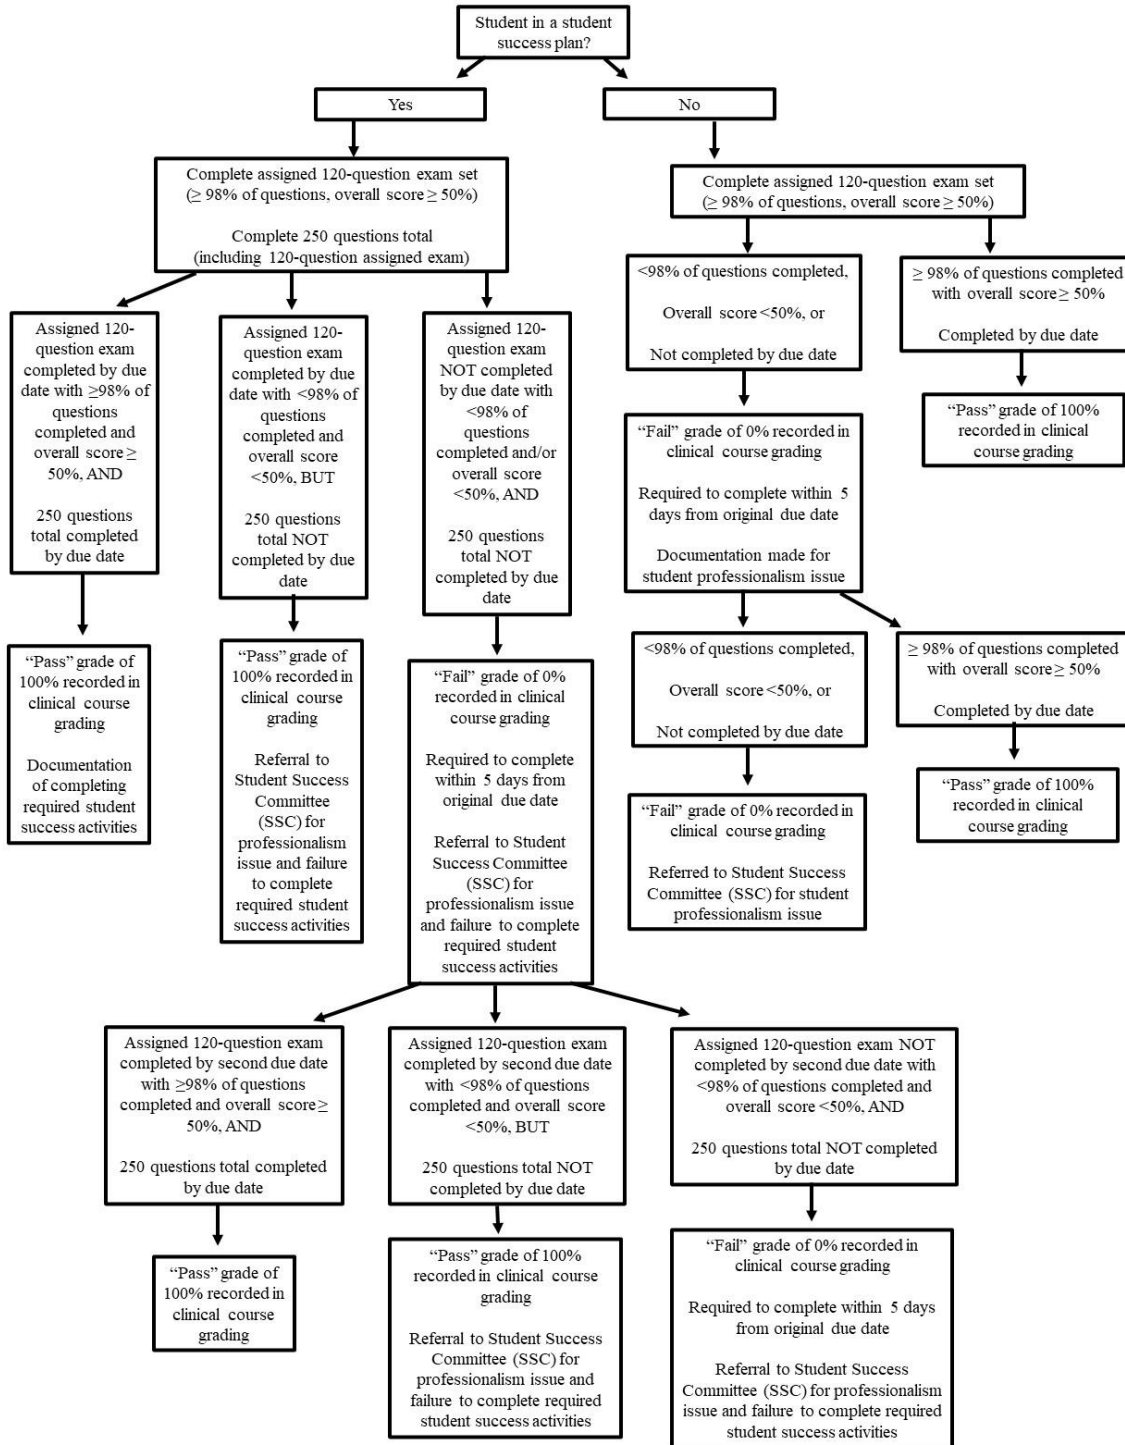 Student in a student
success plan?
Yes
No
Complete assigned 120-question exam set
(≥ 98% of questions, overall score ≥ 50%)
Complete 250 questions total
(including 120-question assigned exam)
Complete assigned 120-question exam set
(≥ 98% of questions, overall score ≥ 50%)
Assigned 120-
question exam
completed by due
date with ≥98% of
questions
completed and
overall score ≥
50%, AND
250 questions
total completed
by due date
Assigned 120-
question exam
completed by due
date with <98% of
questions
completed and
overall score
<50%, BUT
250 questions
total NOT
completed by due
date
Assigned 120-
question exam
NOT completed
by due date with
<98% of
questions
completed and/or
overall score
<50%, AND
250 questions
total NOT
completed by due
date
<98% of questions completed,
Overall score <50%, or
Not completed by due date
≥ 98% of questions completed
with overall score ≥ 50%
Completed by due date
“Fail” grade of 0% recorded in
clinical course grading
Required to complete within 5
days from original due date
Documentation made for
student professionalism issue
“Pass” grade of 100%
recorded in clinical
course grading
“Pass” grade of
100% recorded in
clinical course
grading
Documentation
of completing
required student
success activities
“Pass” grade of
100% recorded in
clinical course
grading
Referral to
Student Success
Committee
(SSC) for
professionalism
issue and failure
to complete
required student
success activities
“Fail” grade of 0%
recorded in clinical
course grading
Required to complete
within 5 days from
original due date
Referral to Student
Success Committee
(SSC) for
professionalism issue
and failure to complete
required student
success activities
<98% of questions completed,
Overall score <50%, or
Not completed by due date
≥ 98% of questions completed
with overall score ≥ 50%
Completed by due date
“Fail” grade of 0% recorded in
clinical course grading
Referred to Student Success
Committee (SSC) for student
professionalism issue
“Pass” grade of 100%
recorded in clinical
course grading
Assigned 120-question exam
completed by second due date
with ≥98% of questions
completed and overall score ≥
50%, AND
250 questions total completed
by due date
Assigned 120-question exam
completed by second due date
with <98% of questions
completed and overall score
<50%, BUT
250 questions total NOT
completed by due date
Assigned 120-question exam NOT
completed by second due date with
<98% of questions completed and
overall score <50%, AND
250 questions total NOT completed
by due date
“Pass” grade of
100% recorded in
clinical course
grading
“Pass” grade of 100%
recorded in clinical course
grading
Referral to Student Success
Committee (SSC) for
professionalism issue and
failure to complete required
student success activities
“Fail” grade of 0% recorded in
clinical course grading
Required to complete within 5 days
from original due date
Referral to Student Success
Committee (SSC) for professionalism
issue and failure to complete required
student success activities